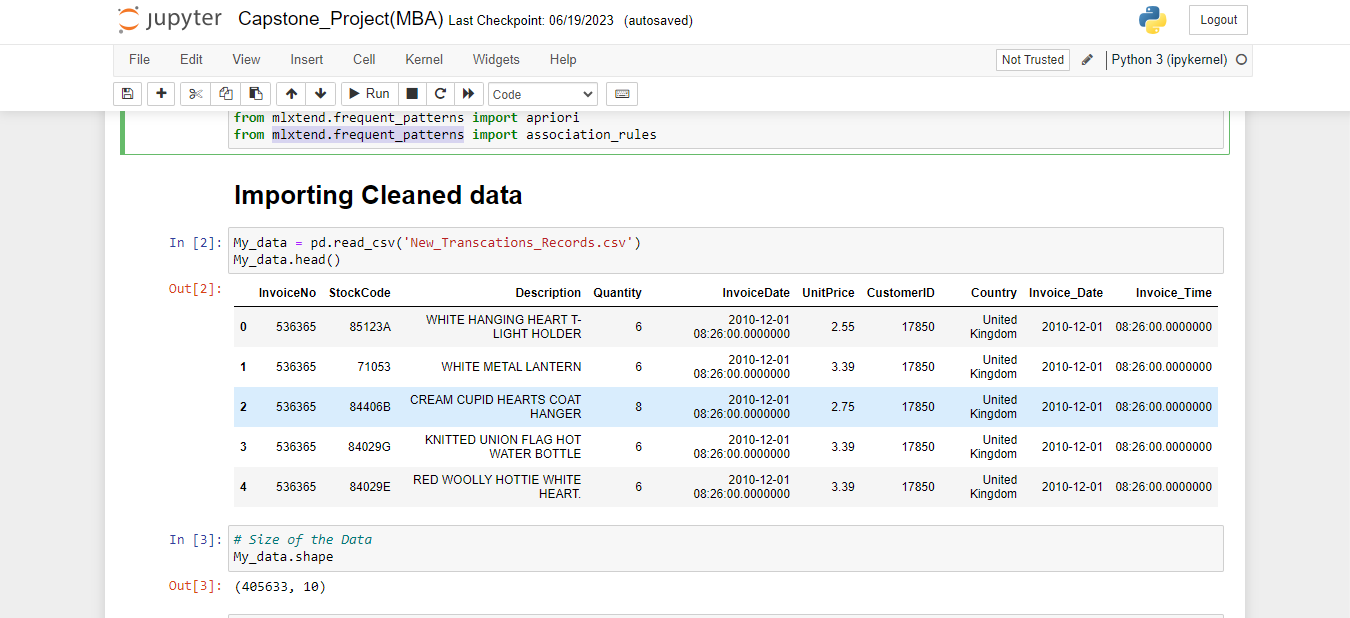 jupyter Capstone_Project(MBA) Last Checkpoint: 06/19/2023 (autosaved)
Logout
File Edit View Insert Cell Kernel Widgets Help
Not Trusted Python 3 (ipykernel)
Run Code
from mlxtend.frequent_patterns import apriori
from mlxtend.frequent_patterns import association_rules
Importing Cleaned data
In [2]: My_data = pd.read_csv('New_Transcations_Records.csv')
My_data.head()
Out[2]:
InvoiceNo StockCode Description Quantity InvoiceDate UnitPrice CustomerID Country Invoice_Date Invoice_Time
0 536365 85123A WHITE HANGING HEART T-LIGHT HOLDER 6 2010-12-01 08:26:00.0000000 2.55 17850 United Kingdom 2010-12-01 08:26:00.0000000
1 536365 71053 WHITE METAL LANTERN 6 2010-12-01 08:26:00.0000000 3.39 17850 United Kingdom 2010-12-01 08:26:00.0000000
2 536365 84406B CREAM CUPID HEARTS COAT HANGER 8 2010-12-01 08:26:00.0000000 2.75 17850 United Kingdom 2010-12-01 08:26:00.0000000
3 536365 84029G KNITTED UNION FLAG HOT WATER BOTTLE 6 2010-12-01 08:26:00.0000000 3.39 17850 United Kingdom 2010-12-01 08:26:00.0000000
4 536365 84029E RED WOOLLY HOTTIE WHITE HEART. 6 2010-12-01 08:26:00.0000000 3.39 17850 United Kingdom 2010-12-01 08:26:00.0000000
In [3]: # Size of the Data
My_data.shape
Out[3]: (405633, 10)